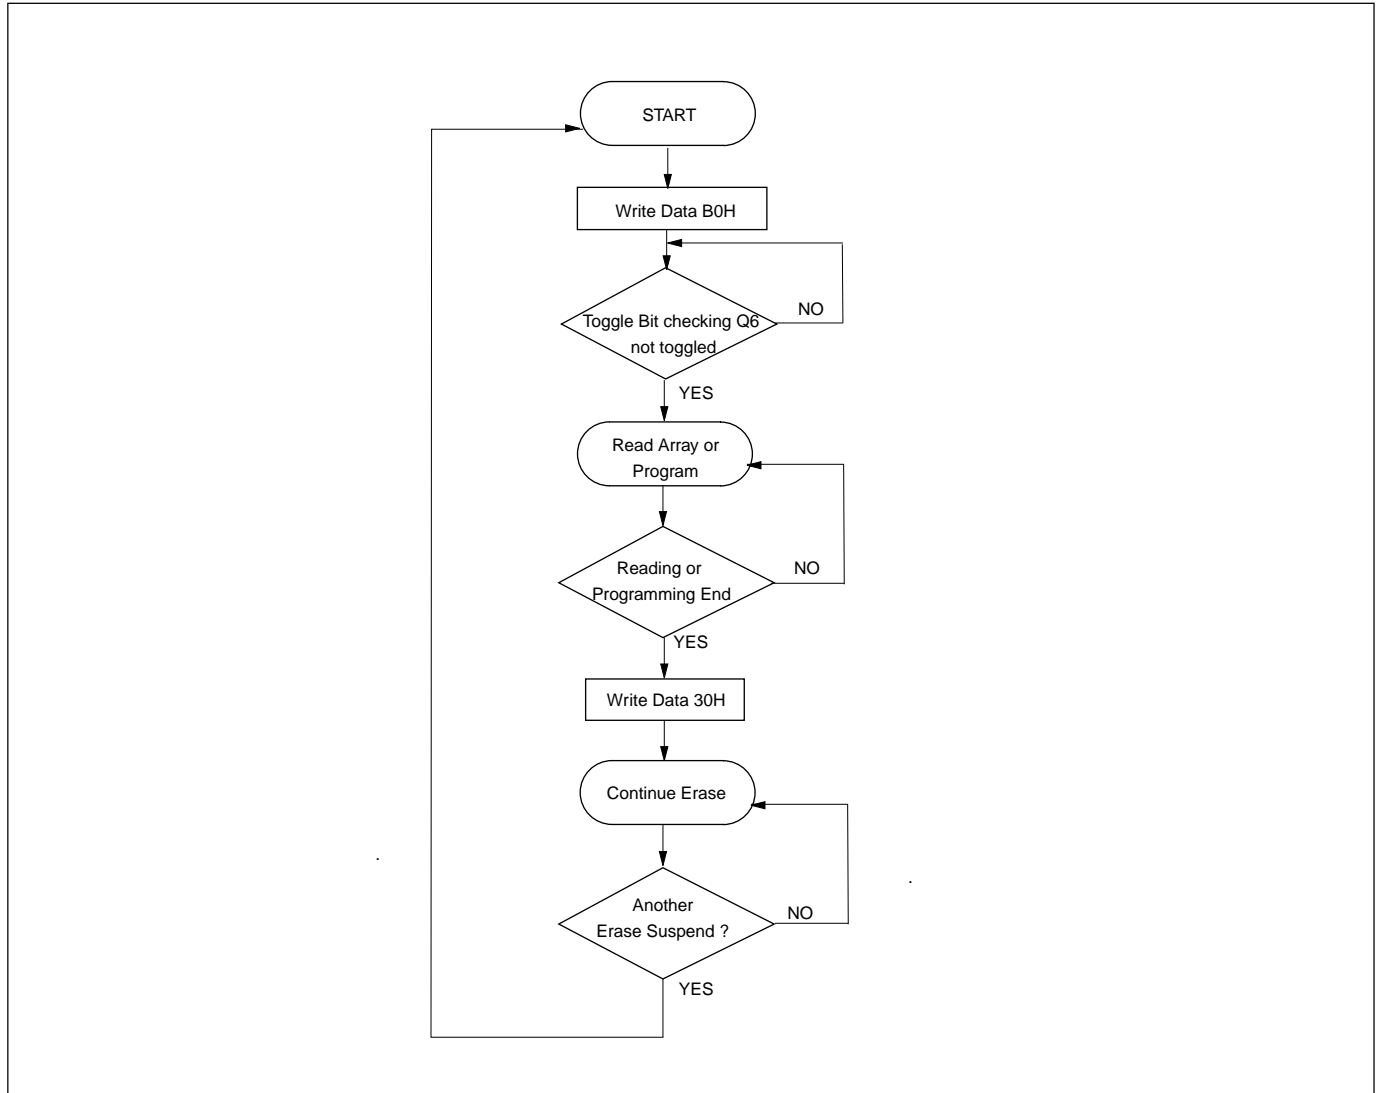 START
Write Data B0H
Toggle Bit checking Q6
not toggled
NO
YES
Read Array or
Program
Reading or
Programming End
NO
YES
Write Data 30H
Continue Erase
Another
Erase Suspend ?
NO
YES